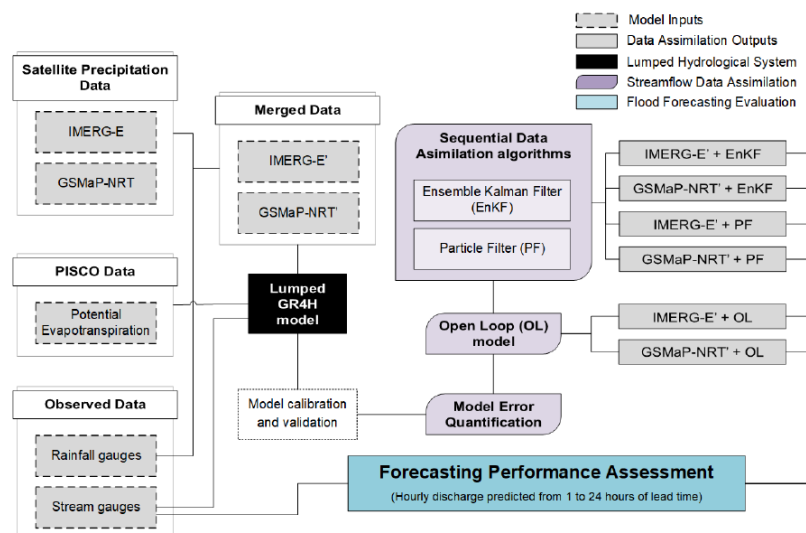 Model Inputs
Data Assimilation Outputs
Lumped Hydrological System
Streamflow Data Assimilation
Flood Forecasting Evaluation
Satellite Precipitation
Data
IMERG-E
GSMaP-NRT
Merged Data
IMERG-E'
GSMaP-NRT'
Sequential Data
Asimilation algorithms
Ensemble Kalman Filter
(EnKF)
Particle Filter (PF)
IMERG-E' + EnKF
GSMaP-NRT' + EnKF
IMERG-E' + PF
GSMaP-NRT' + PF
PISCO Data
Potential
Evapotranspiration
Lumped
GR4H
model
Open Loop (OL)
model
IMERG-E' + OL
GSMaP-NRT' + OL
Observed Data
Rainfall gauges
Stream gauges
Model calibration
and validation
Model Error
Quantification
Forecasting Performance Assessment
(Hourly discharge predicted from 1 to 24 hours of lead time)